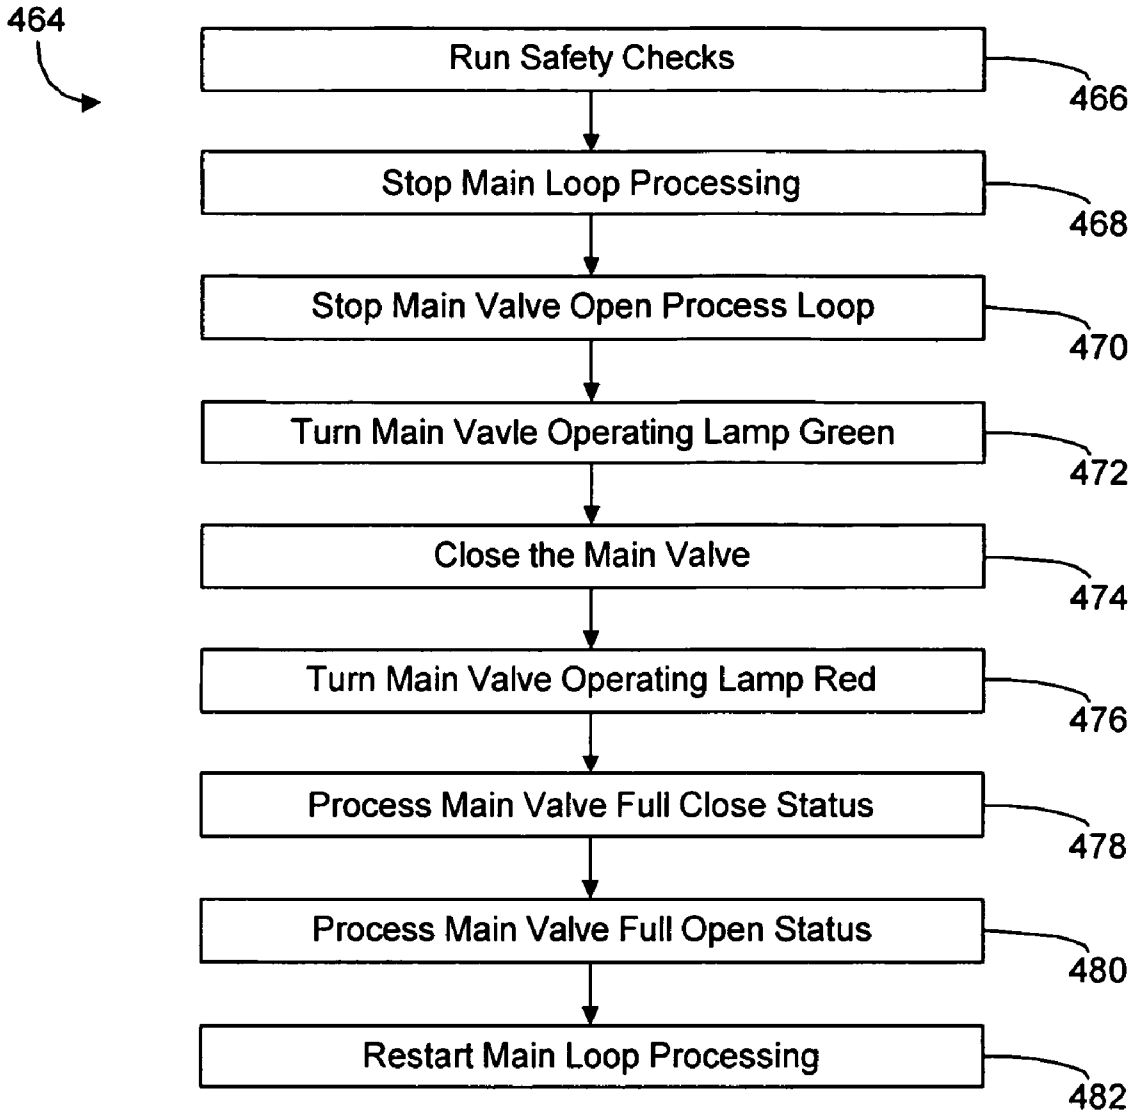 464
Run Safety Checks
466
Stop Main Loop Processing
468
Stop Main Valve Open Process Loop
470
Turn Main Vavle Operating Lamp Green
472
Close the Main Valve
474
Turn Main Valve Operating Lamp Red
476
Process Main Valve Full Close Status
478
Process Main Valve Full Open Status
480
Restart Main Loop Processing
482